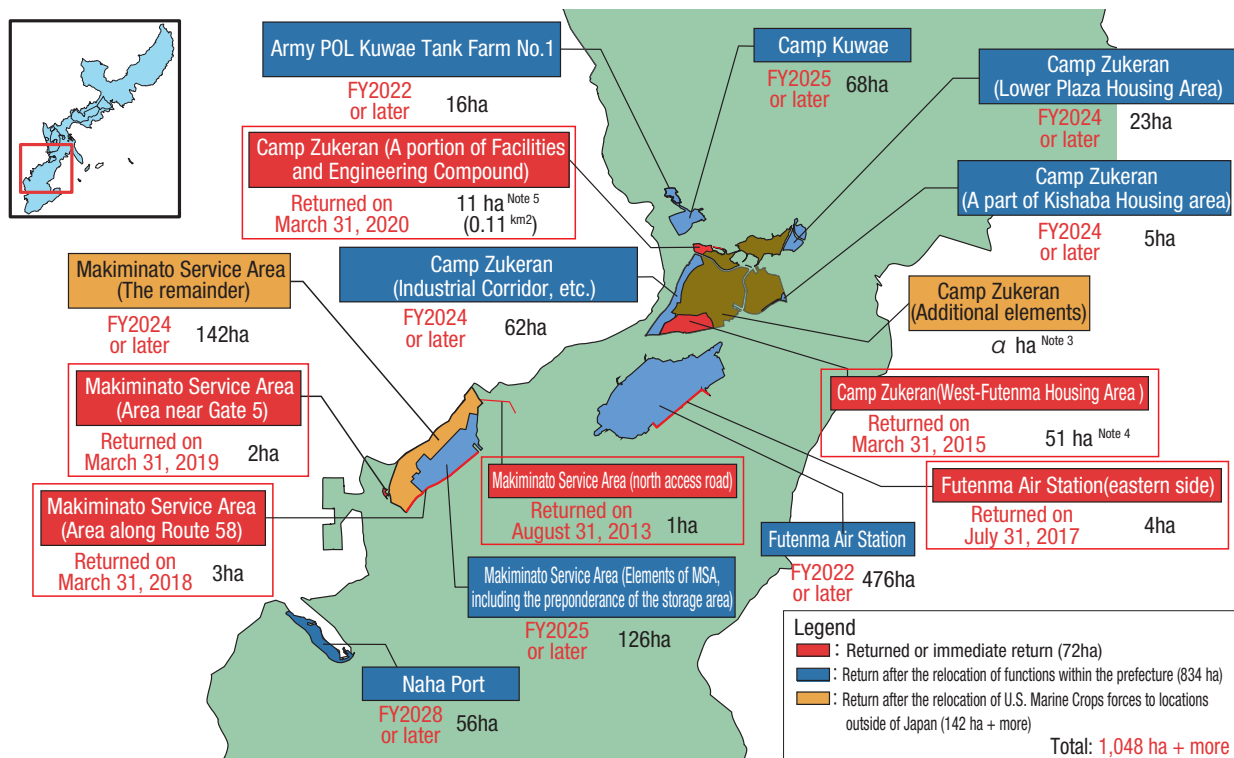 Army POL Kuwae Tank Farm No.1
FY2022
or later
16ha
Camp Kuwae
FY2025
or later
68ha
Camp Zukeran
(Lower Plaza Housing Area)
FY2024
or later
23ha
Camp Zukeran (A portion of Facilities
and Engineering Compound)
Returned on
March 31, 2020
11 ha Note 5
(0.11 km2)
Camp Zukeran
(A part of Kishaba Housing area)
FY2024
or later
5ha
Makiminato Service Area
(The remainder)
FY2024
or later
142ha
Camp Zukeran
(Industrial Corridor, etc.)
FY2024
or later
62ha
Camp Zukeran
(Additional elements)
α ha Note 3
Makiminato Service Area
(Area near Gate 5)
Returned on
March 31, 2019
2ha
Camp Zukeran(West-Futenma Housing Area )
Returned on
March 31, 2015
51 ha Note 4
Makiminato Service Area
(Area along Route 58)
Returned on
March 31, 2018
3ha
Makiminato Service Area (north access road)
Returned on
August 31, 2013
1ha
Futenma Air Station(eastern side)
Returned on
July 31, 2017
4ha
Futenma Air Station
FY2022
or later
476ha
Makiminato Service Area (Elements of MSA,
including the preponderance of the storage area)
FY2025
or later
126ha
Naha Port
FY2028
or later
56ha
Legend
: Returned or immediate return (72ha)
: Return after the relocation of functions within the prefecture (834 ha)
: Return after the relocation of U.S. Marine Crops forces to locations
outside of Japan (142 ha + more)
Total: 1,048 ha + more